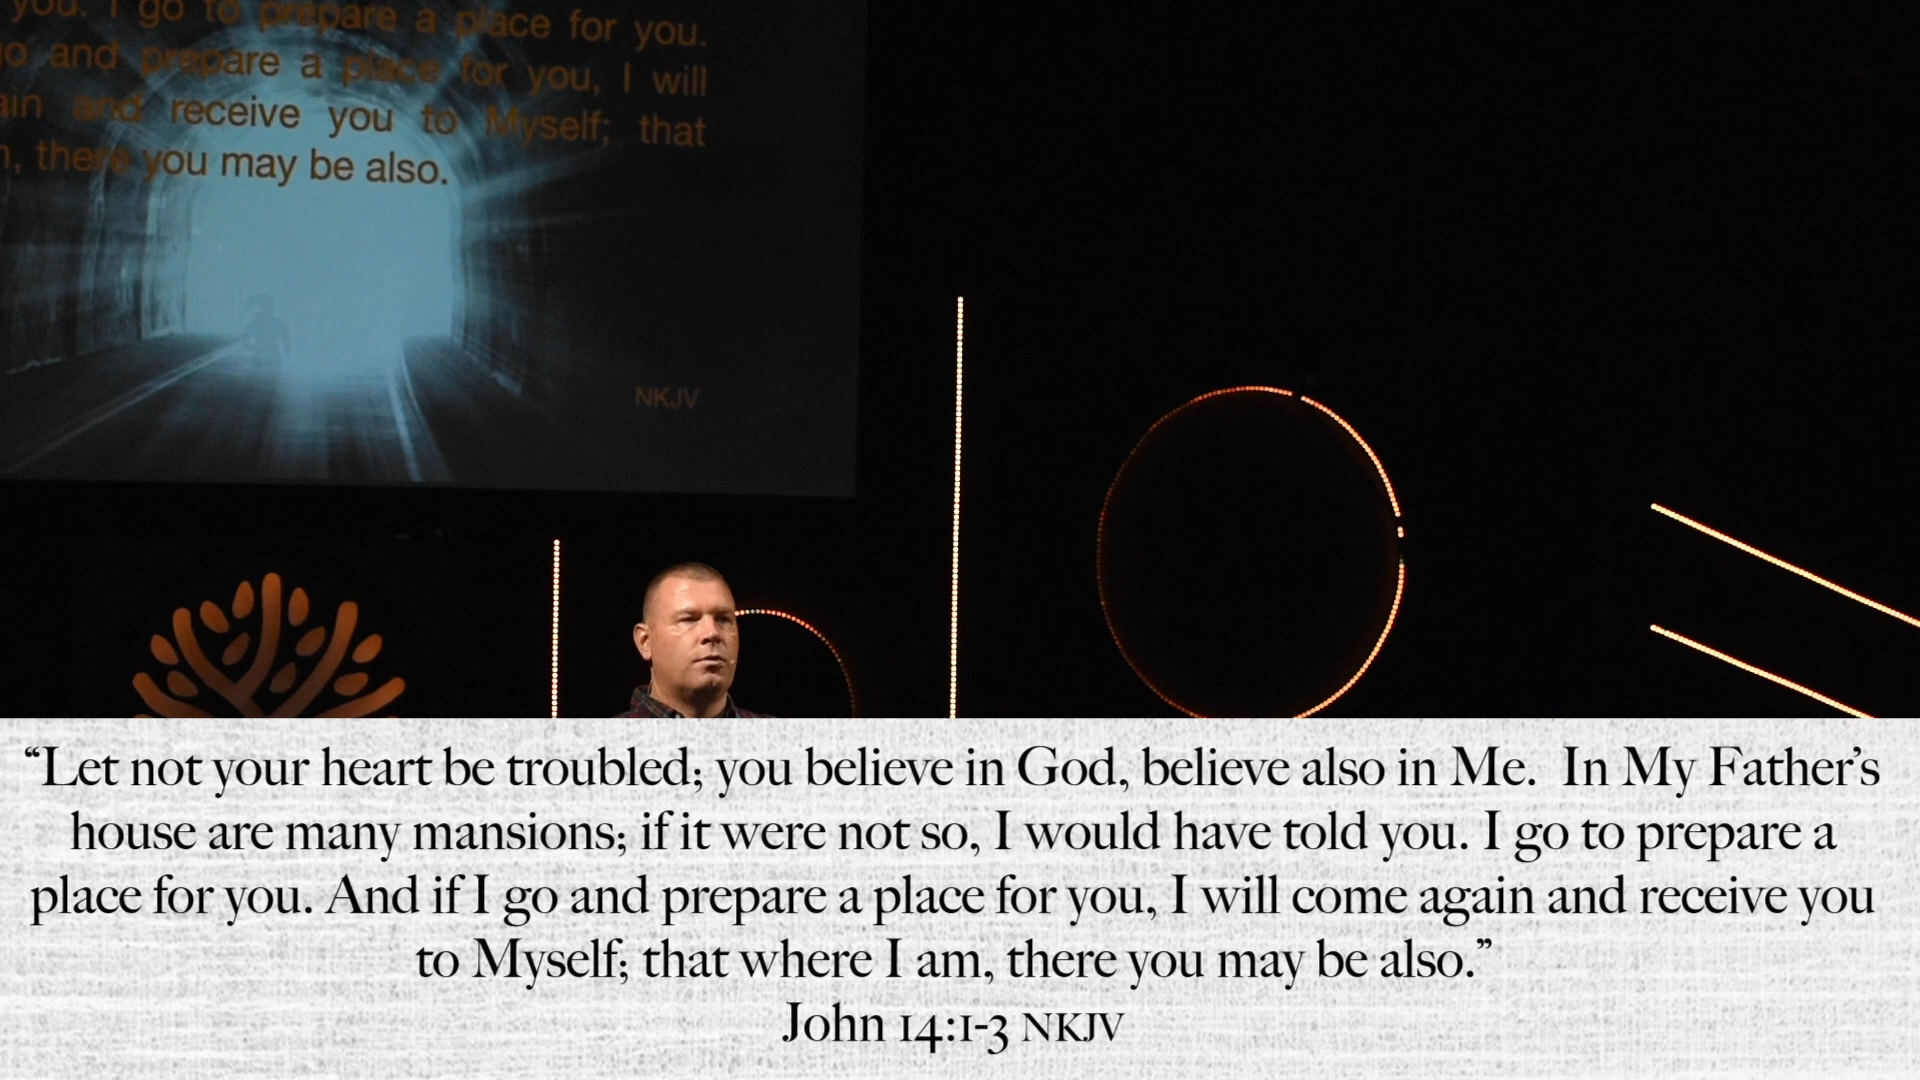 you. I go to prepare a place for you.
go and prepare a place for you, I will
ain and receive you to Myself; that
, there you may be also.
NKJV
“Let not your heart be troubled; you believe in God, believe also in Me.  In My Father’s
house are many mansions; if it were not so, I would have told you. I go to prepare a
place for you. And if I go and prepare a place for you, I will come again and receive you
to Myself; that where I am, there you may be also.”
John 14:1-3 NKJV